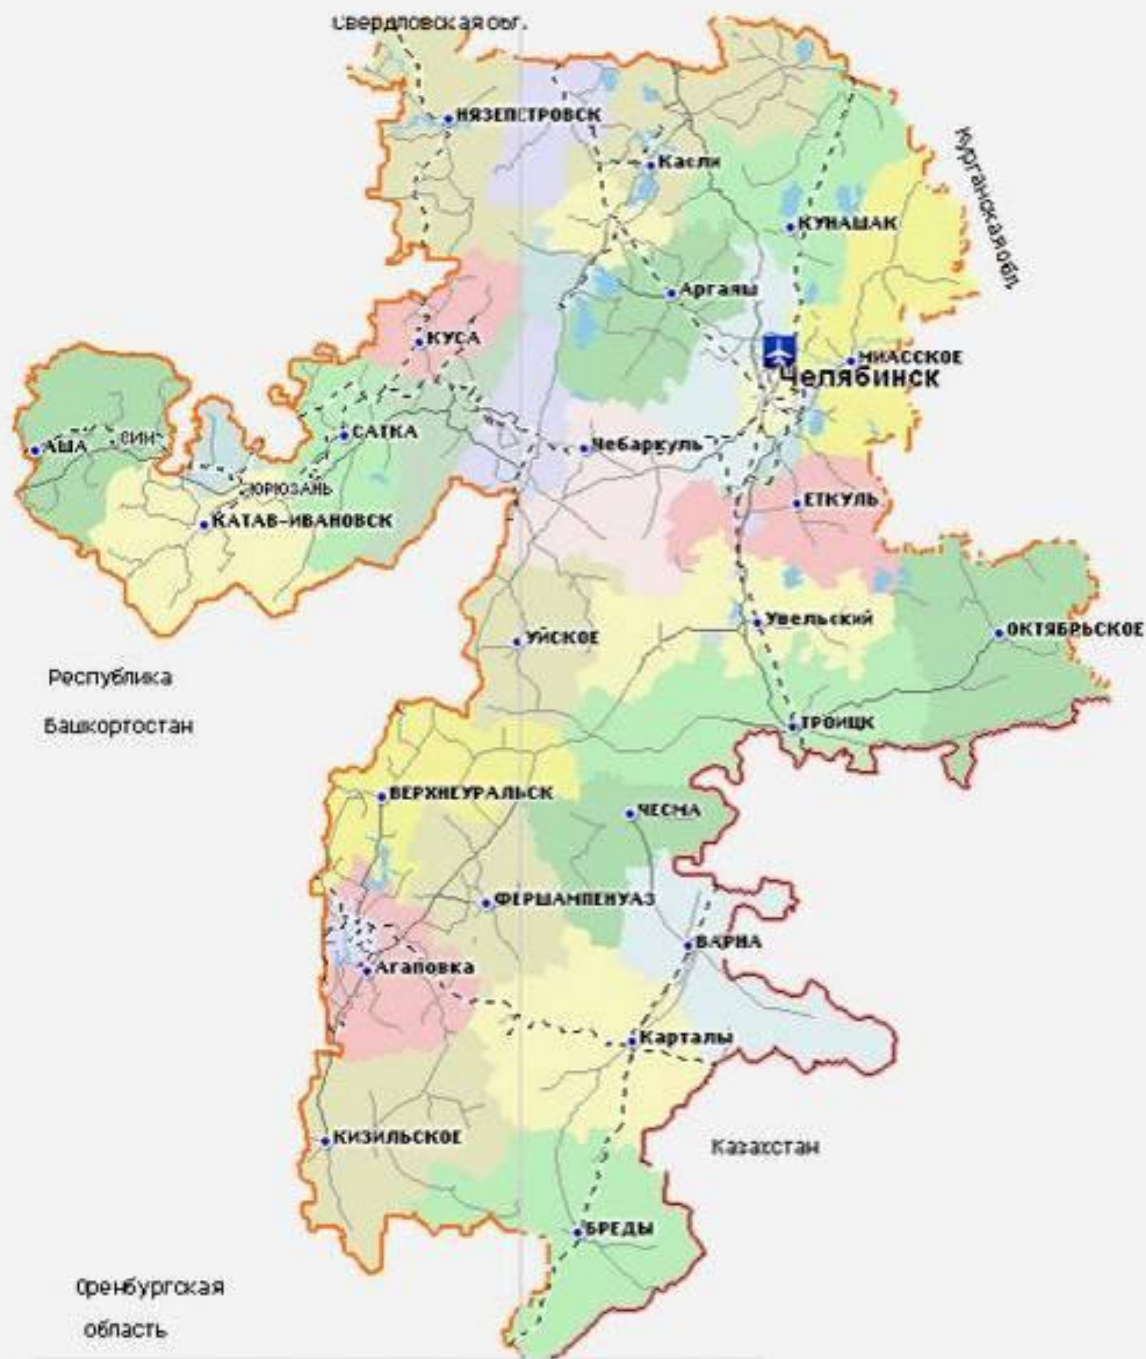 Свердловская обл.
НЯЗЕПЕТРОВСК
Касли
Курганская обл
КУНАШАК
Аргаяш
КУСА
МИАССКОЕ
Челябинск
АША
СИМ
САТКА
Чебаркуль
ЮРЮЗАНЬ
ЕТКУЛЬ
КАТАВ-ИВАНОВСК
Увельский
УЙСКОЕ
ОКТЯБРЬСКОЕ
Республика
Башкортостан
ТРОИЦК
ВЕРХНЕУРАЛЬСК
ЧЕСМА
ФЕРШАМПЕНУАЗ
ВАРНА
Агаповка
Карталы
КИЗИЛЬСКОЕ
Казахстан
БРЕДЫ
Оренбургская
область